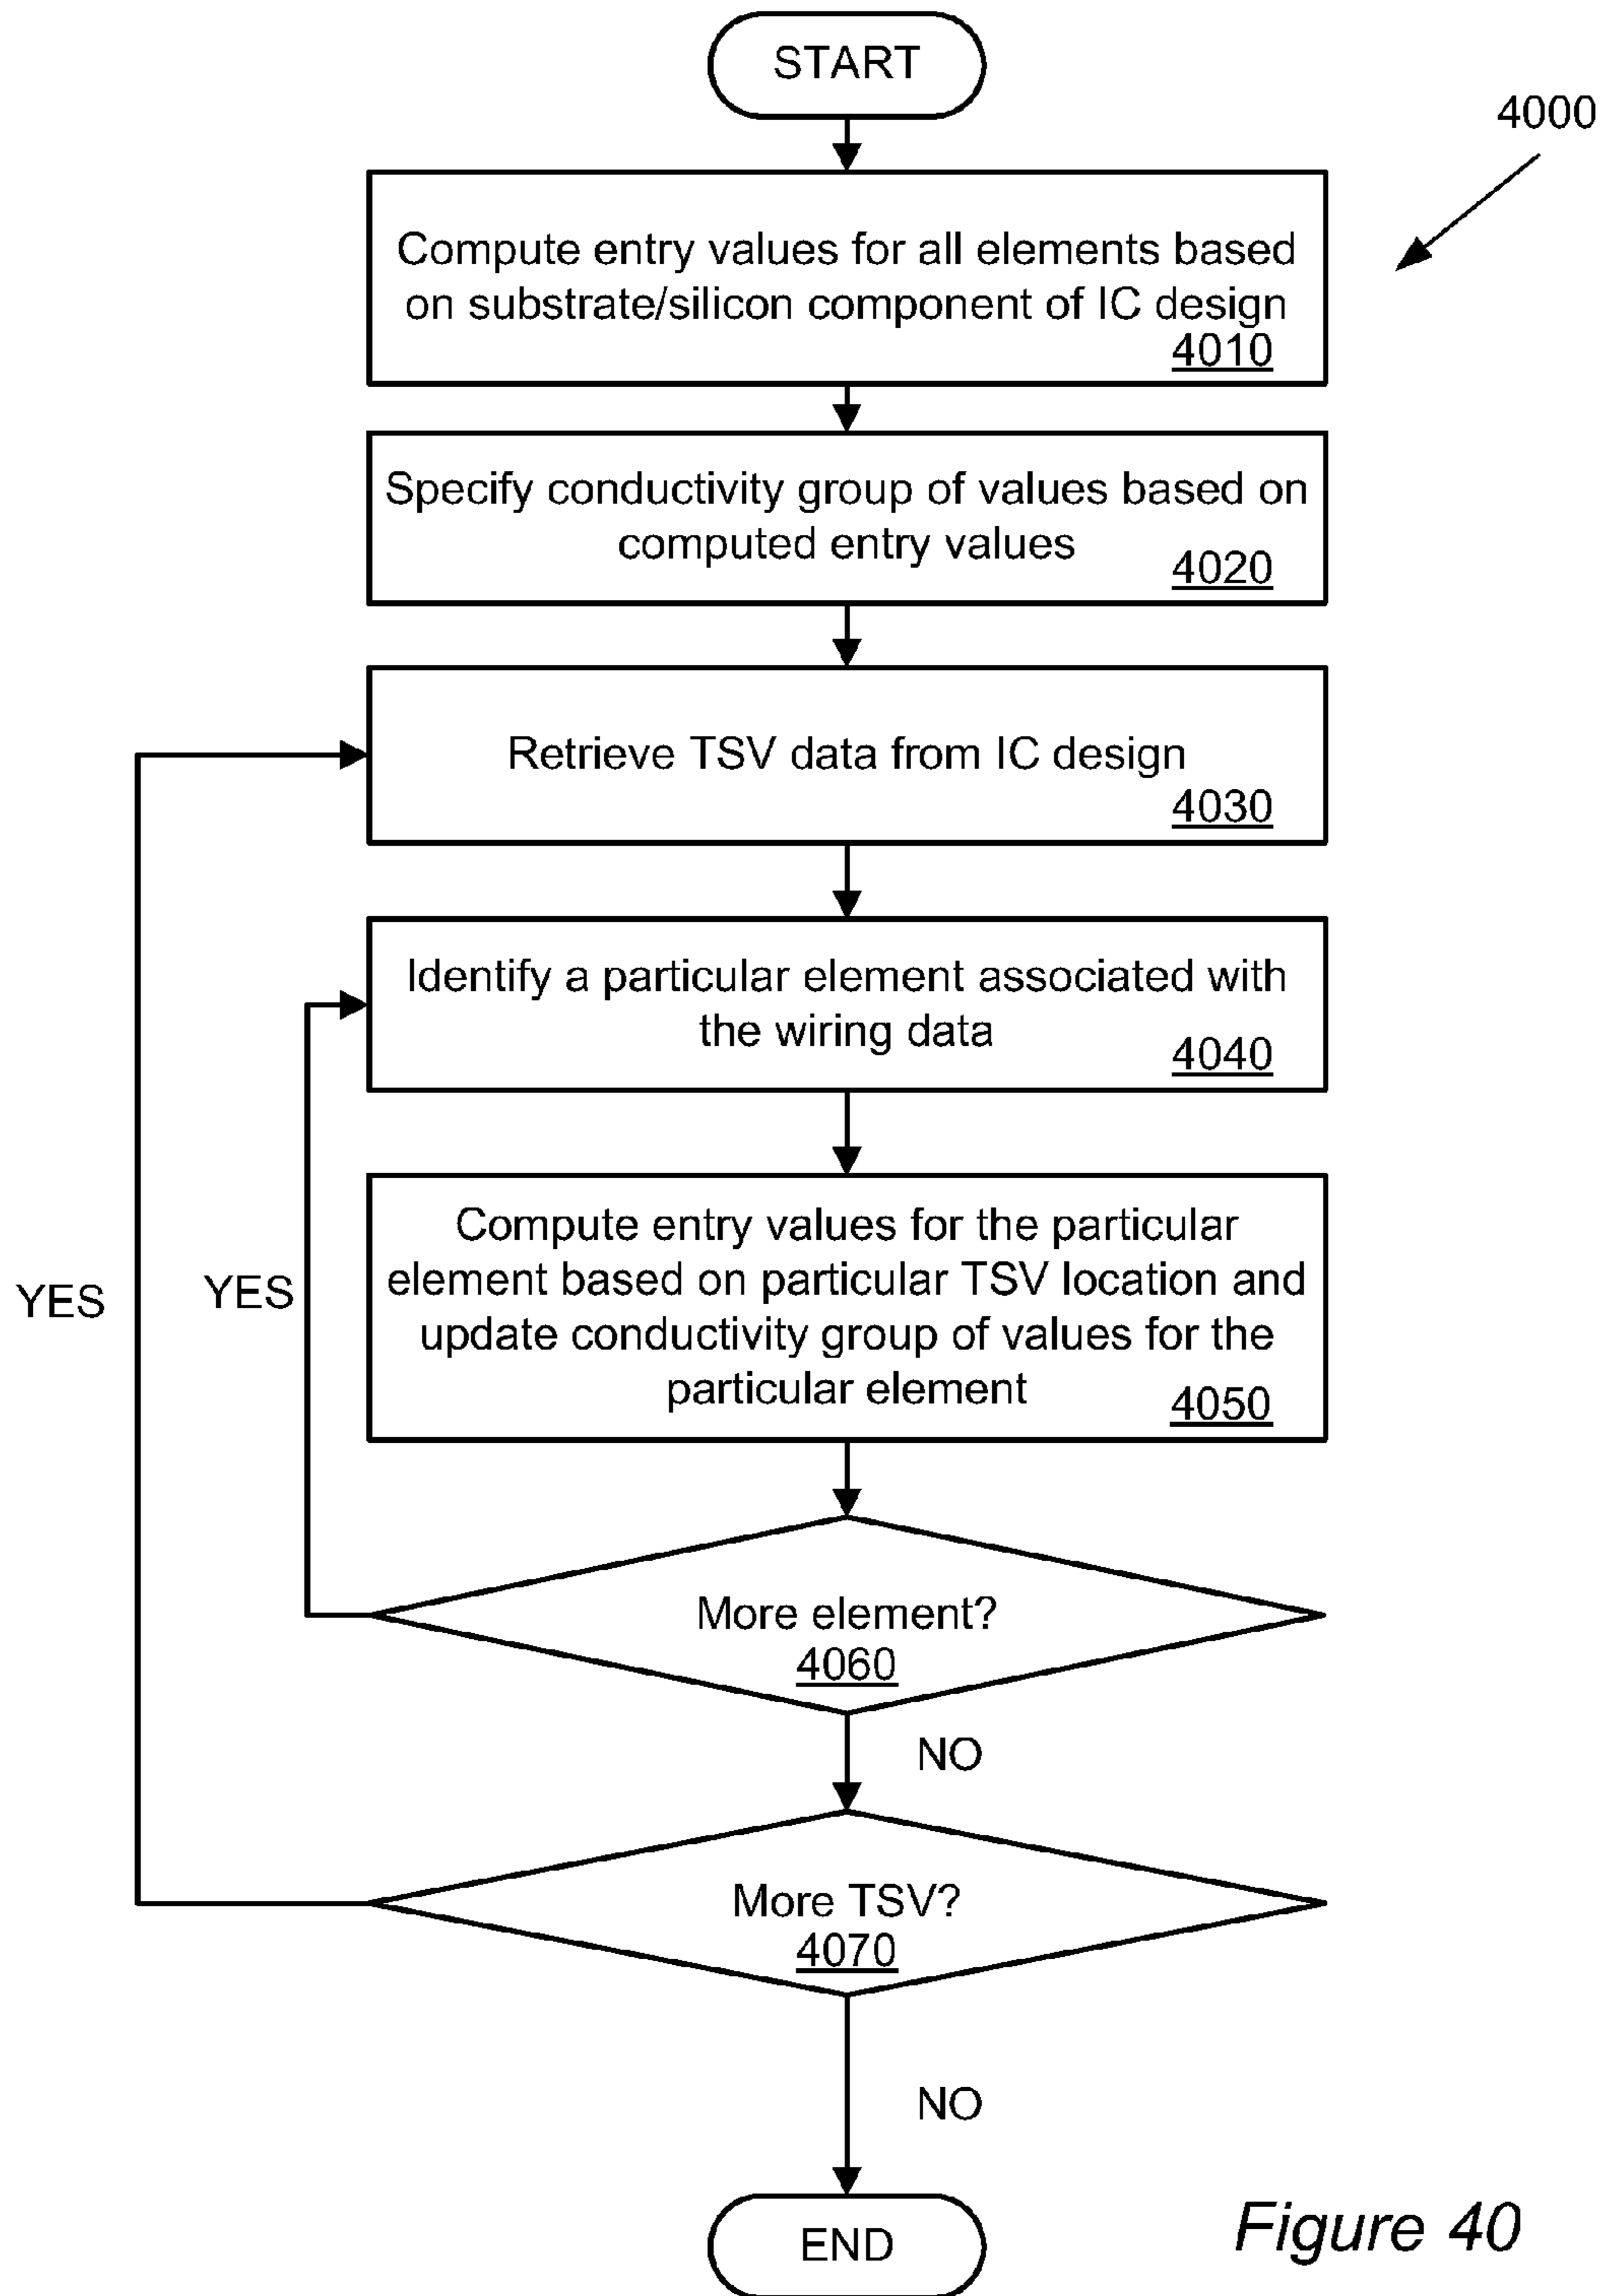 START
4000
Compute entry values for all elements based
on substrate/silicon component of IC design
4010
Specify conductivity group of values based on
computed entry values
4020
Retrieve TSV data from IC design
4030
Identify a particular element associated with
the wiring data
4040
Compute entry values for the particular
element based on particular TSV location and
update conductivity group of values for the
particular element
4050
YES
YES
More element?
4060
NO
More TSV?
4070
NO
END
Figure 40